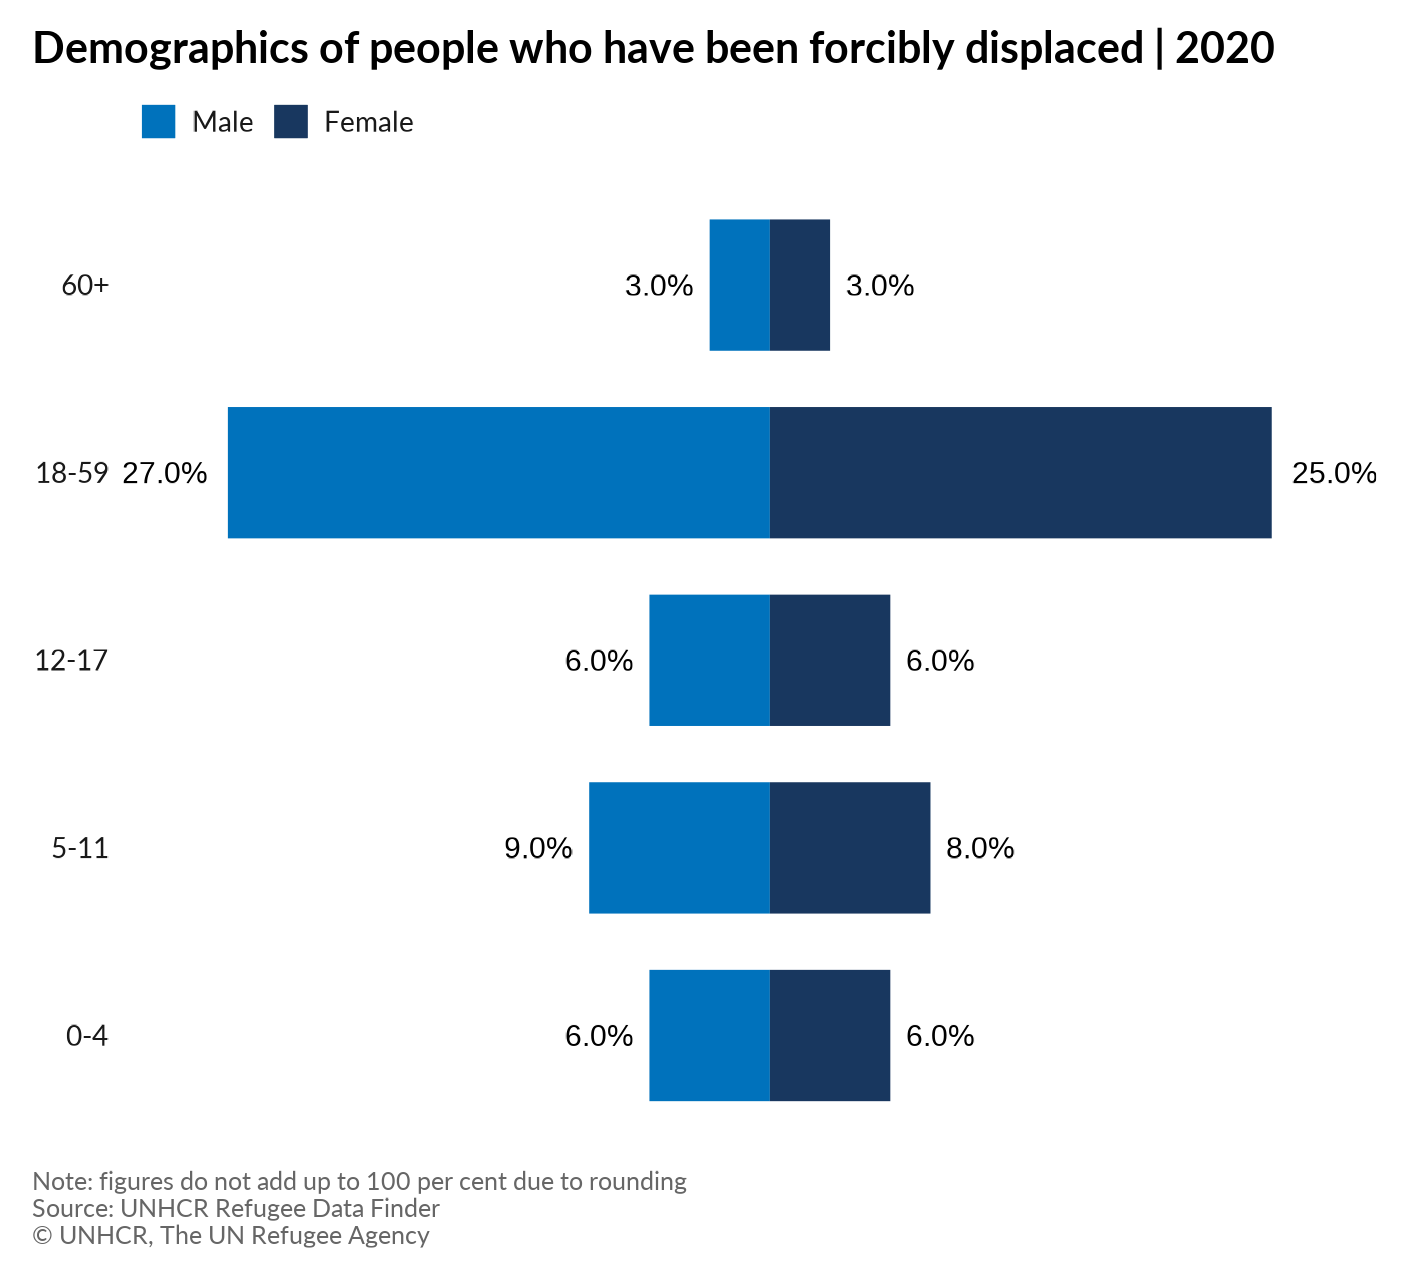 Demographics of people who have been forcibly displaced | 2020
Male Female
60+ 3.0% 3.0%
18-59 27.0% 25.0%
12-17 6.0% 6.0%
5-11 9.0% 8.0%
0-4 6.0% 6.0%
Note: figures do not add up to 100 per cent due to rounding
Source: UNHCR Refugee Data Finder
© UNHCR, The UN Refugee Agency